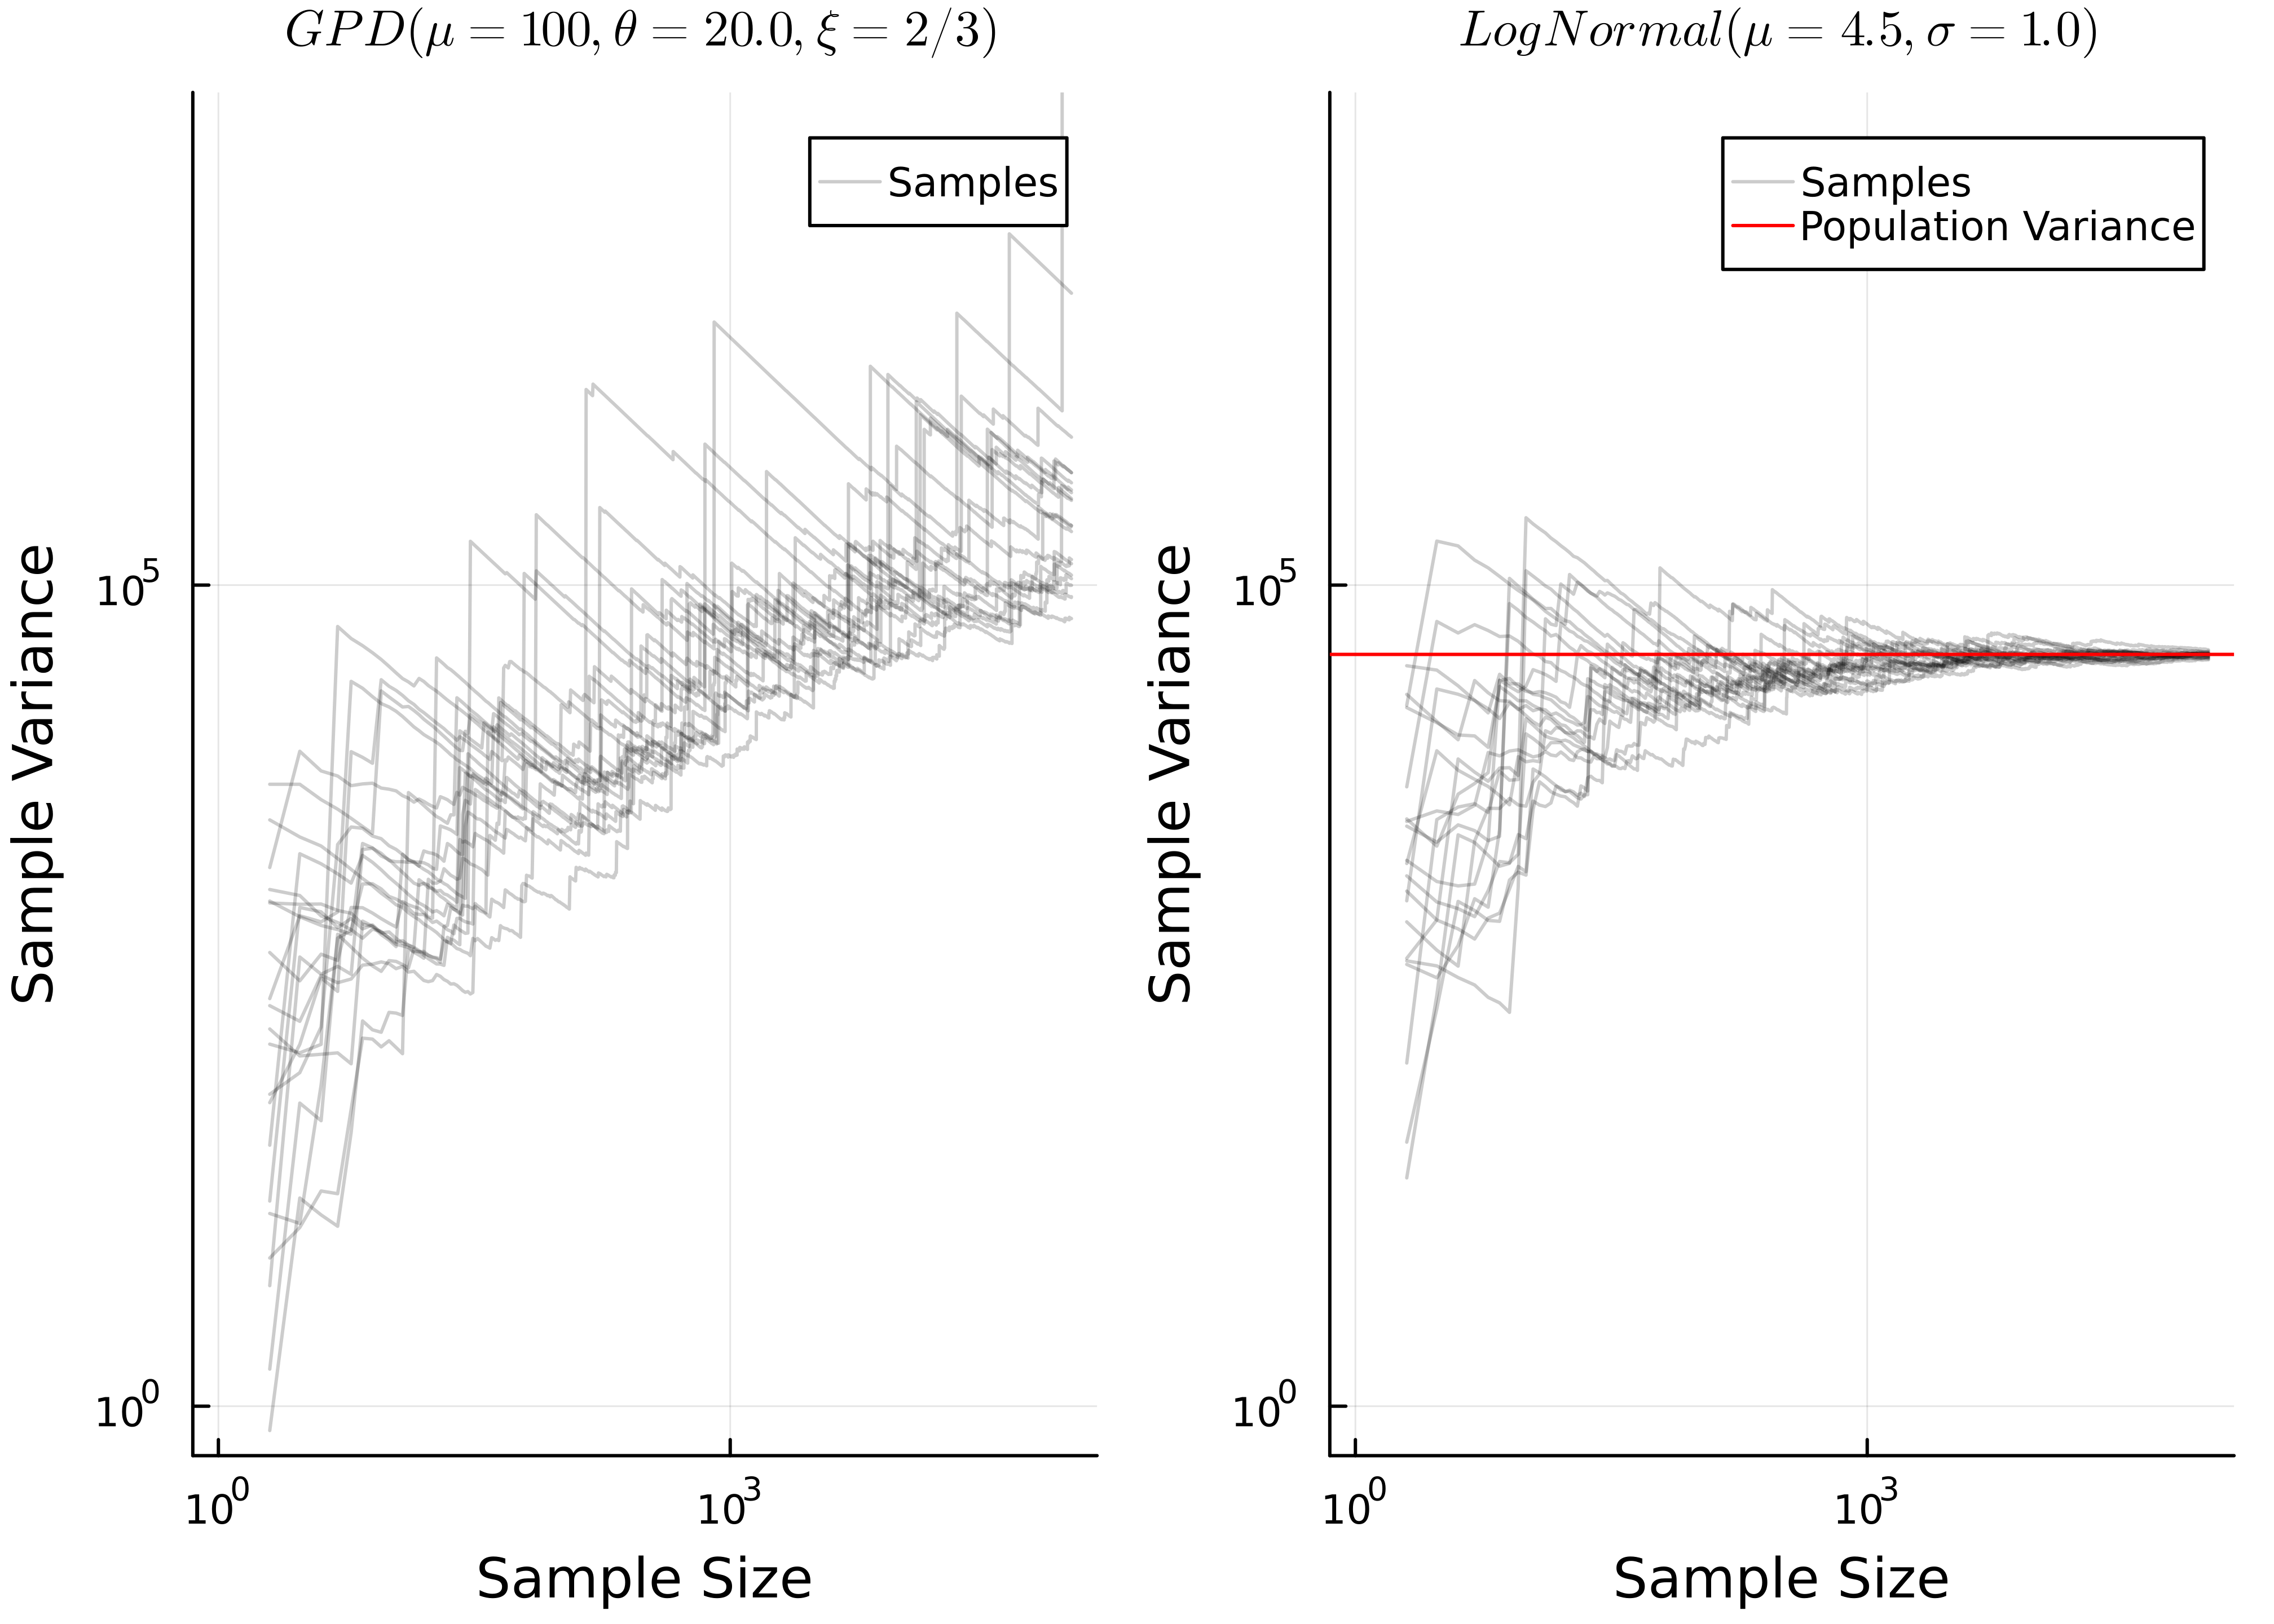 GPD(μ = 100, θ = 20.0, ξ = 2/3)
Samples
Sample Variance
10^5
10^0
10^0
10^3
Sample Size
LogNormal(μ = 4.5, σ = 1.0)
Samples
Population Variance
Sample Variance
10^5
10^0
10^0
10^3
Sample Size